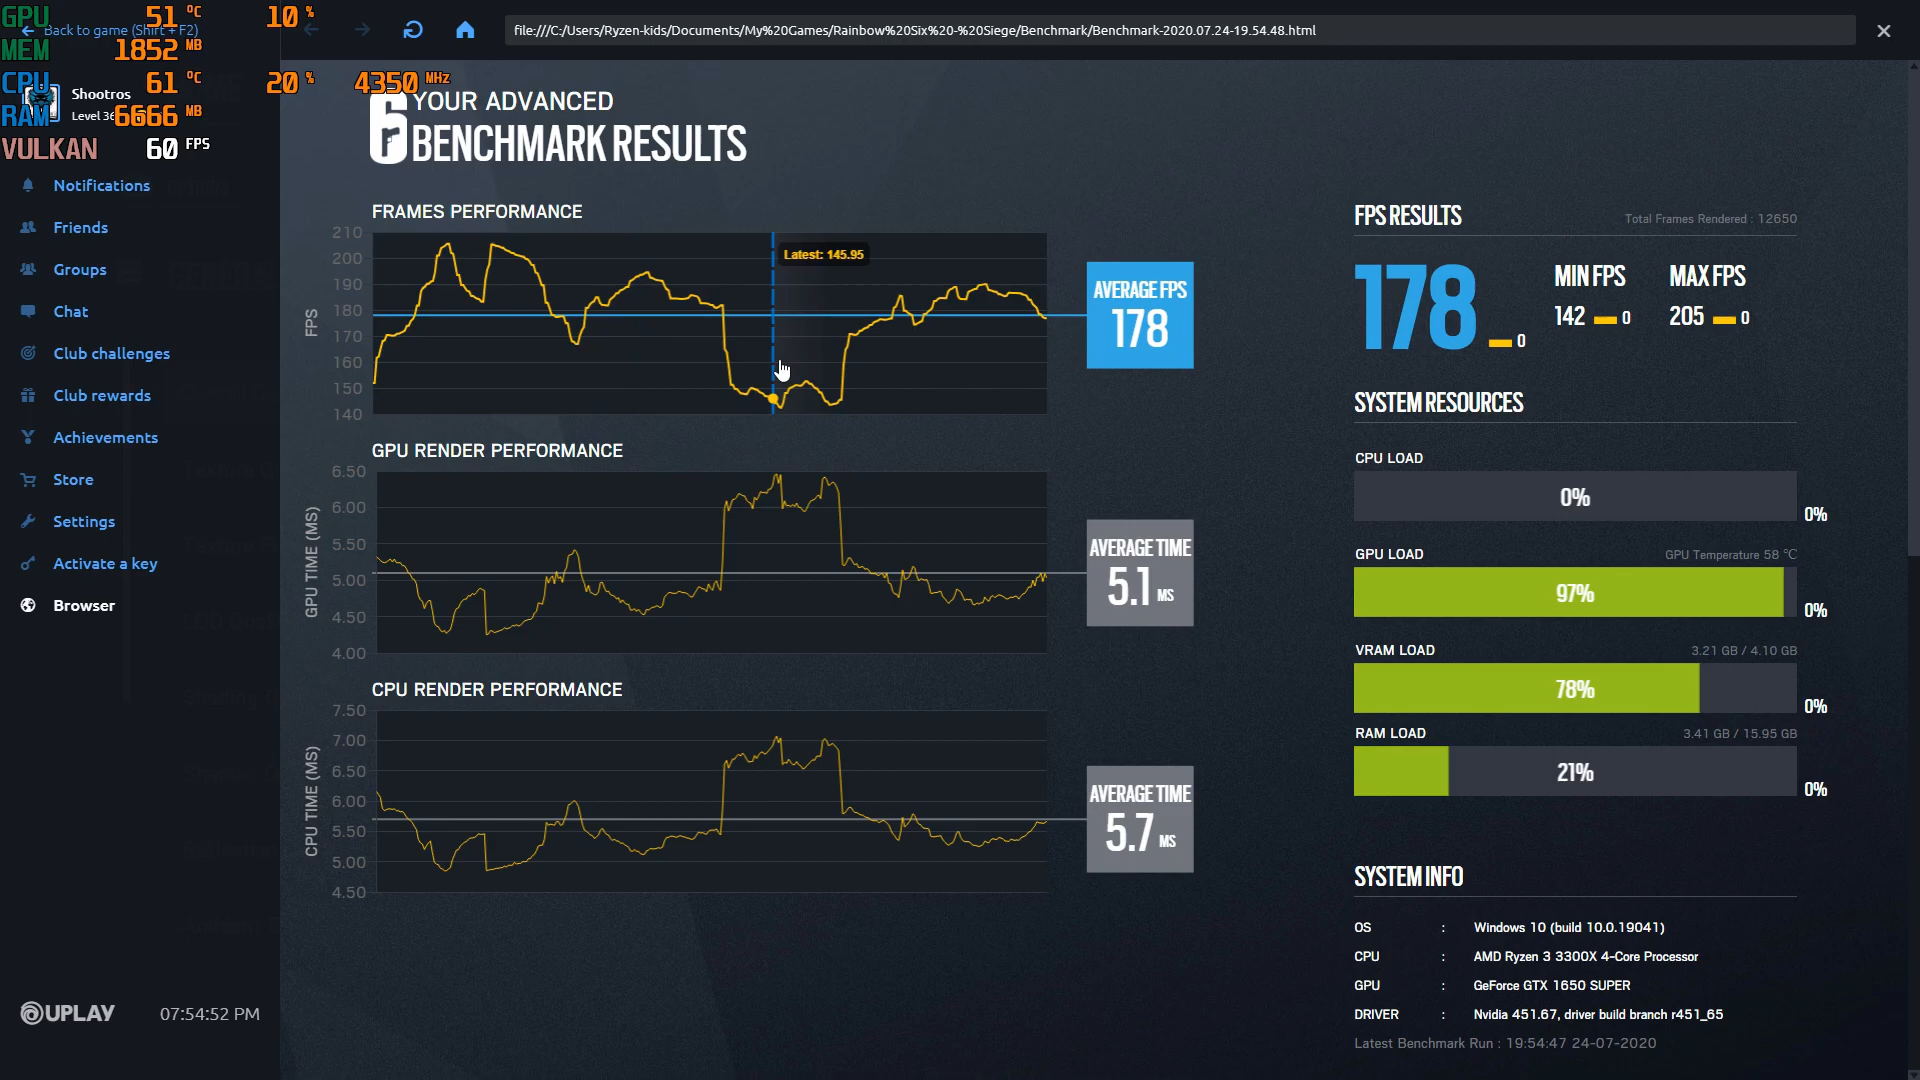 GPU 51 °C 10 %
Back to game (Shift + F2)
MEM 1852 MB
CPU 61 °C 20 % 4350 MHz
Shootros
RAM 6666 MB
Level 36
VULKAN 60 FPS
Notifications
Friends
Groups
Chat
Club challenges
Club rewards
Achievements
Store
Settings
Activate a key
Browser
UPLAY 07:54:52 PM
file:///C:/Users/Ryzen-kids/Documents/My%20Games/Rainbow%20Six%20-%20Siege/Benchmark/Benchmark-2020.07.24-19.54.48.html
6 YOUR ADVANCED
BENCHMARK RESULTS
FRAMES PERFORMANCE
FPS
210
200
190
180
170
160
150
140
Latest: 145.95
AVERAGE FPS
178
GPU RENDER PERFORMANCE
GPU TIME (MS)
6.50
6.00
5.50
5.00
4.50
4.00
AVERAGE TIME
5.1 MS
CPU RENDER PERFORMANCE
CPU TIME (MS)
7.50
7.00
6.50
6.00
5.50
5.00
4.50
AVERAGE TIME
5.7 MS
FPS RESULTS
Total Frames Rendered : 12650
178 0
MIN FPS
142 0
MAX FPS
205 0
SYSTEM RESOURCES
CPU LOAD
0%
0%
GPU LOAD GPU Temperature 58 °C
97%
0%
VRAM LOAD 3.21 GB / 4.10 GB
78%
0%
RAM LOAD 3.41 GB / 15.95 GB
21%
0%
SYSTEM INFO
OS : Windows 10 (build 10.0.19041)
CPU : AMD Ryzen 3 3300X 4-Core Processor
GPU : GeForce GTX 1650 SUPER
DRIVER : Nvidia 451.67, driver build branch r451_65
Latest Benchmark Run : 19:54:47 24-07-2020